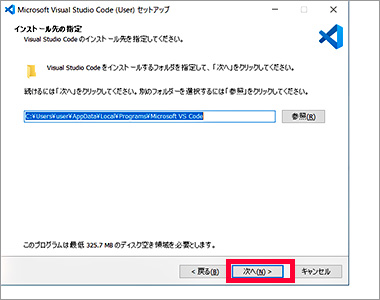 Microsoft Visual Studio Code (User) セットアップ
インストール先の指定
Visual Studio Code のインストール先を指定してください。
Visual Studio Code をインストールするフォルダを指定して、「次へ」をクリックしてください。
続けるには「次へ」をクリックしてください。別のフォルダーを選択するには「参照」をクリックしてください。
C:¥Users¥user¥AppData¥Local¥Programs¥Microsoft VS Code
参照(R)
このプログラムは最低 325.7 MB のディスク空き領域を必要とします。
< 戻る(B)
次へ(N) >
キャンセル